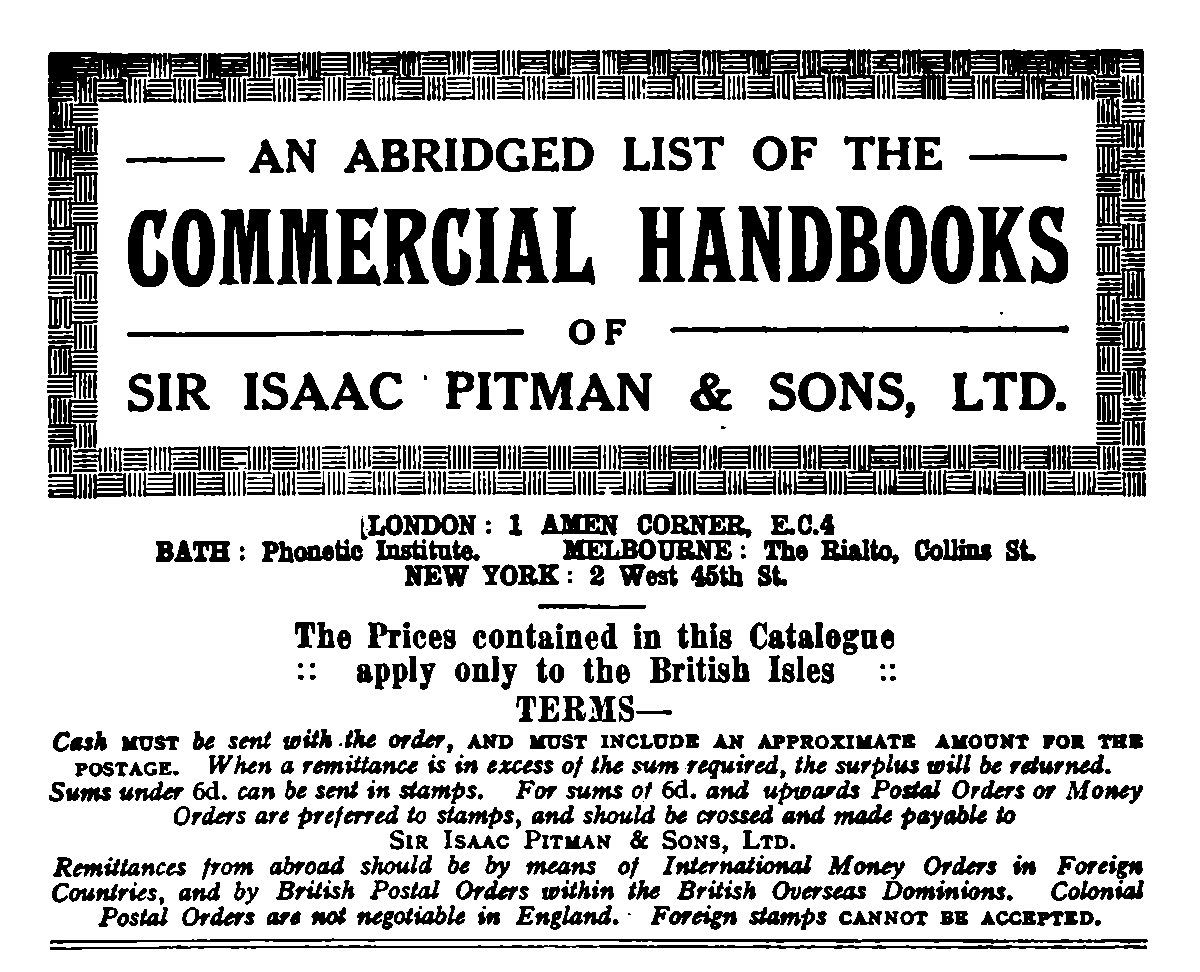 AN ABRIDGED LIST OF THE
COMMERCIAL HANDBOOKS
OF
SIR ISAAC PITMAN & SONS, LTD.
LONDON: 1 AMEN CORNER, E.C.4
BATH: Phonetic Institute. MELBOURNE: The Rialto, Collins St.
NEW YORK: 2 West 45th St.
The Prices contained in this Catalogue
:: apply only to the British Isles ::
TERMS—
Cash MUST be sent with the order, AND MUST INCLUDE AN APPROXIMATE AMOUNT FOR THE
POSTAGE. When a remittance is in excess of the sum required, the surplus will be returned.
Sums under 6d. can be sent in stamps. For sums of 6d. and upwards Postal Orders or Money
Orders are preferred to stamps, and should be crossed and made payable to
SIR ISAAC PITMAN & SONS, LTD.
Remittances from abroad should be by means of International Money Orders in Foreign
Countries, and by British Postal Orders within the British Overseas Dominions. Colonial
Postal Orders are not negotiable in England. Foreign stamps CANNOT BE ACCEPTED.